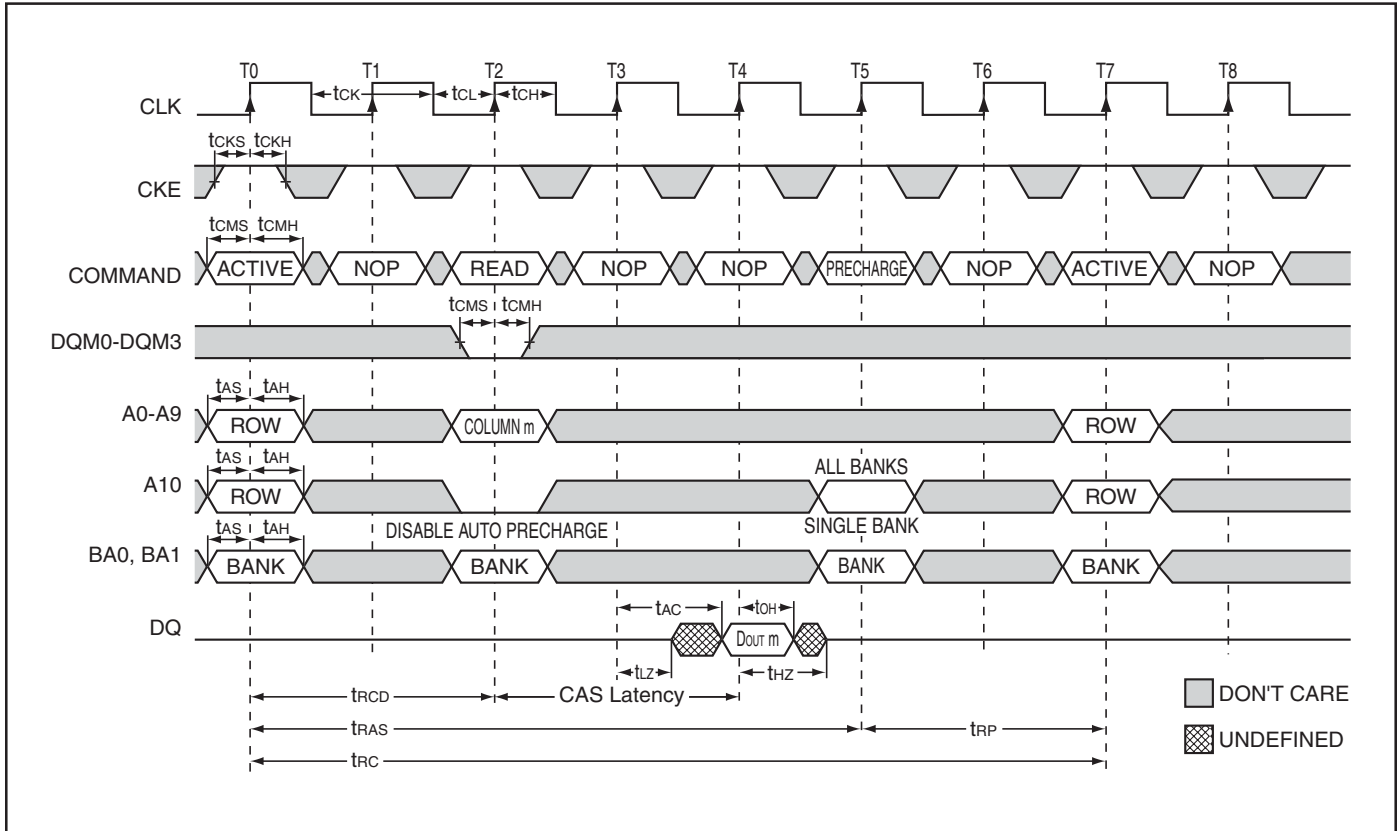 T0 T1 T2 T3 T4 T5 T6 T7 T8
CLK tCK tCL tCH
tCKS tCKH
CKE
tCMS tCMH
COMMAND ACTIVE NOP READ NOP NOP PRECHARGE NOP ACTIVE NOP
tCMS tCMH
DQM0-DQM3
tAS tAH
A0-A9 ROW COLUMN m ROW
tAS tAH ALL BANKS
A10 ROW ROW
tAS tAH DISABLE AUTO PRECHARGE SINGLE BANK
BA0, BA1 BANK BANK BANK BANK
tAC tOH
DQ DOUT m
tLZ tHZ
tRCD CAS Latency DON'T CARE
tRAS tRP
UNDEFINED
tRC